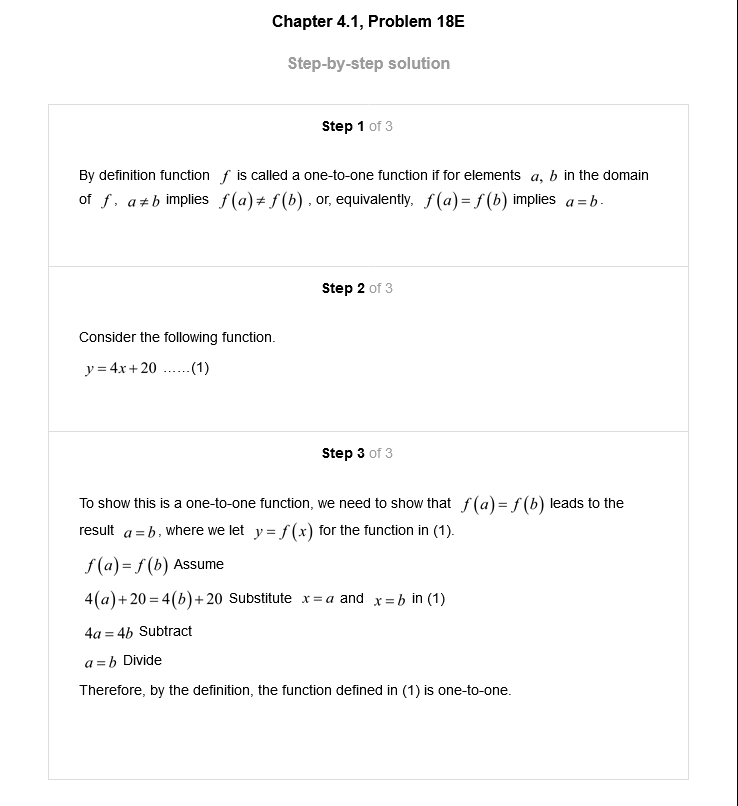 Chapter 4.1, Problem 18E
Step-by-step solution
Step 1 of 3
By definition function f is called a one-to-one function if for elements a, b in the domain
of f, a≠b implies f(a)≠f(b), or, equivalently, f(a)=f(b) implies a=b.
Step 2 of 3
Consider the following function.
y=4x+20 ......(1)
Step 3 of 3
To show this is a one-to-one function, we need to show that f(a)=f(b) leads to the
result a=b, where we let y=f(x) for the function in (1).
f(a)=f(b) Assume
4(a)+20=4(b)+20 Substitute x=a and x=b in (1)
4a=4b Subtract
a=b Divide
Therefore, by the definition, the function defined in (1) is one-to-one.